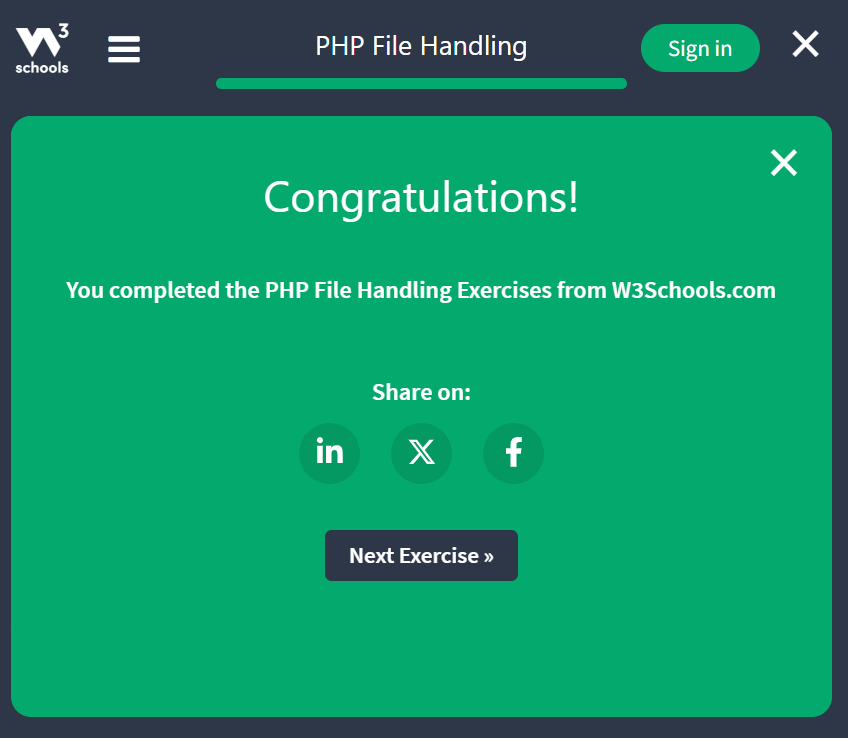 W3
schools
PHP File Handling
Sign in
Congratulations!
You completed the PHP File Handling Exercises from W3Schools.com
Share on:
in X f
Next Exercise »